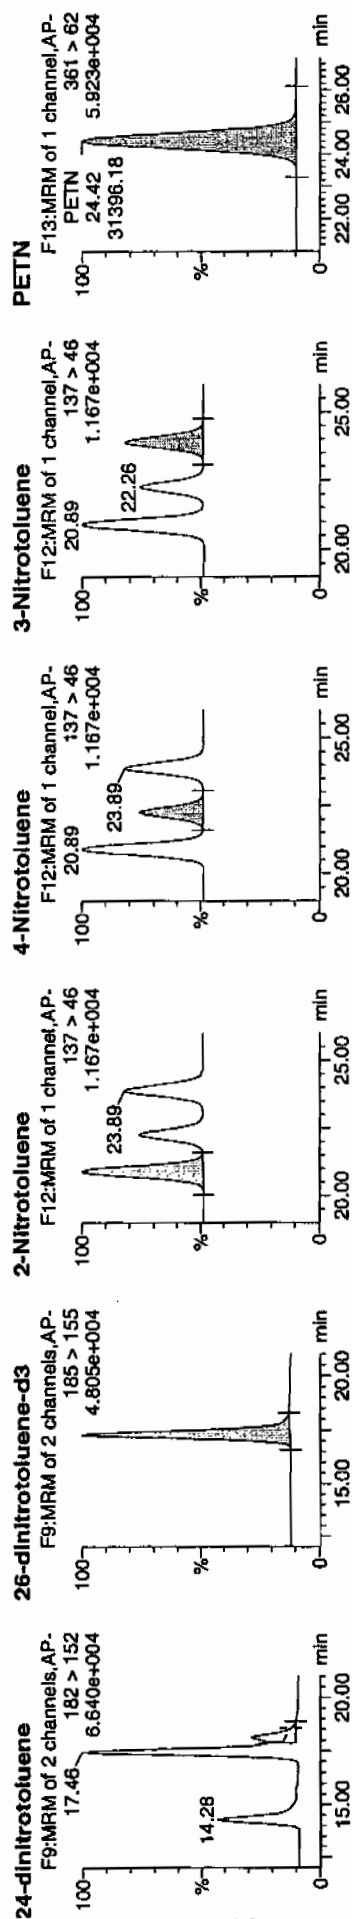 24-dinitrotoluene
F9:MRM of 2 channels,AP-
182 > 152
6.640e+004
17.46
14.28
100
%
0
15.00
20.00
min
26-dinitrotoluene-d3
F9:MRM of 2 channels,AP-
185 > 155
4.805e+004
100
%
0
15.00
20.00
min
2-Nitrotoluene
F12:MRM of 1 channel,AP-
137 > 46
1.167e+004
23.89
100
%
0
20.00
25.00
min
4-Nitrotoluene
F12:MRM of 1 channel,AP-
137 > 46
1.167e+004
20.89
23.89
100
%
0
20.00
25.00
min
3-Nitrotoluene
F12:MRM of 1 channel,AP-
137 > 46
1.167e+004
20.89
22.26
100
%
0
20.00
25.00
min
PETN
F13:MRM of 1 channel,AP-
361 > 62
5.923e+004
PETN
24.42
31396.18
100
%
0
22.00
24.00
26.00
min